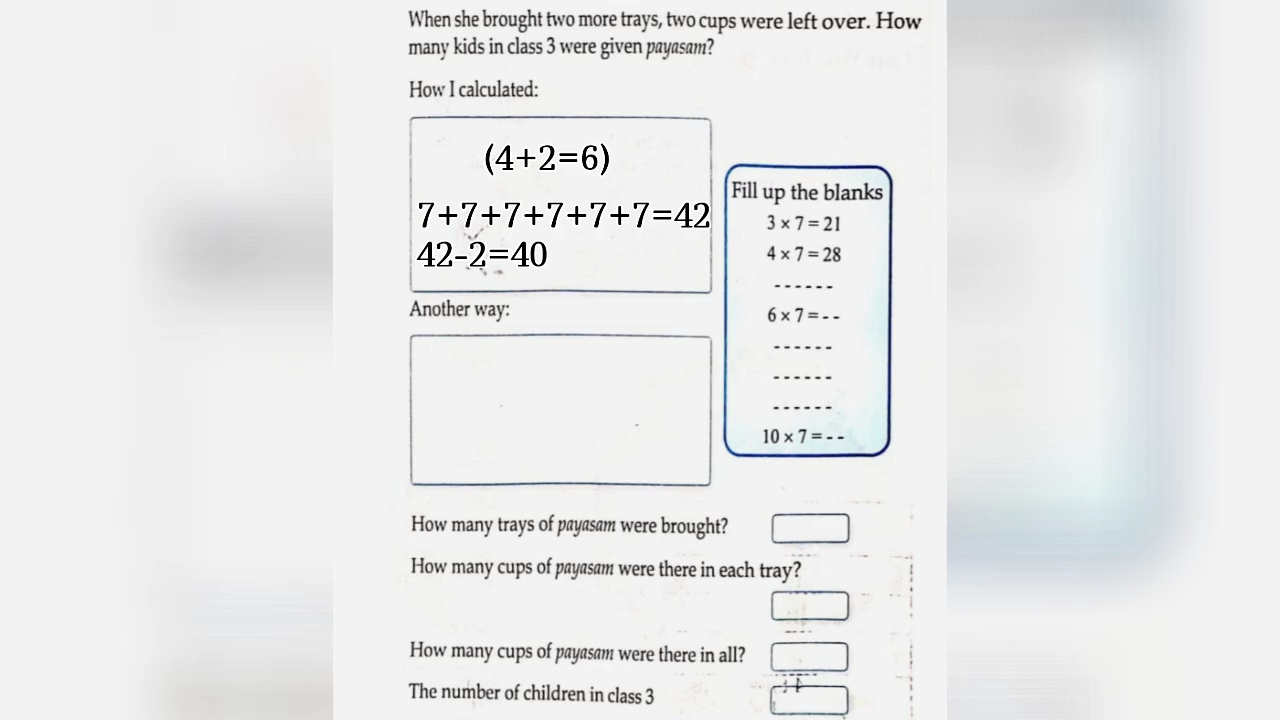 When she brought two more trays, two cups were left over. How
many kids in class 3 were given payasam?
How I calculated:
(4+2=6)
7+7+7+7+7+7=42
42-2=40
Another way:
Fill up the blanks
3 × 7 = 21
4 × 7 = 28
------
6 × 7 = --
------
------
------
10 × 7 = --
How many trays of payasam were brought?
How many cups of payasam were there in each tray?
How many cups of payasam were there in all?
The number of children in class 3